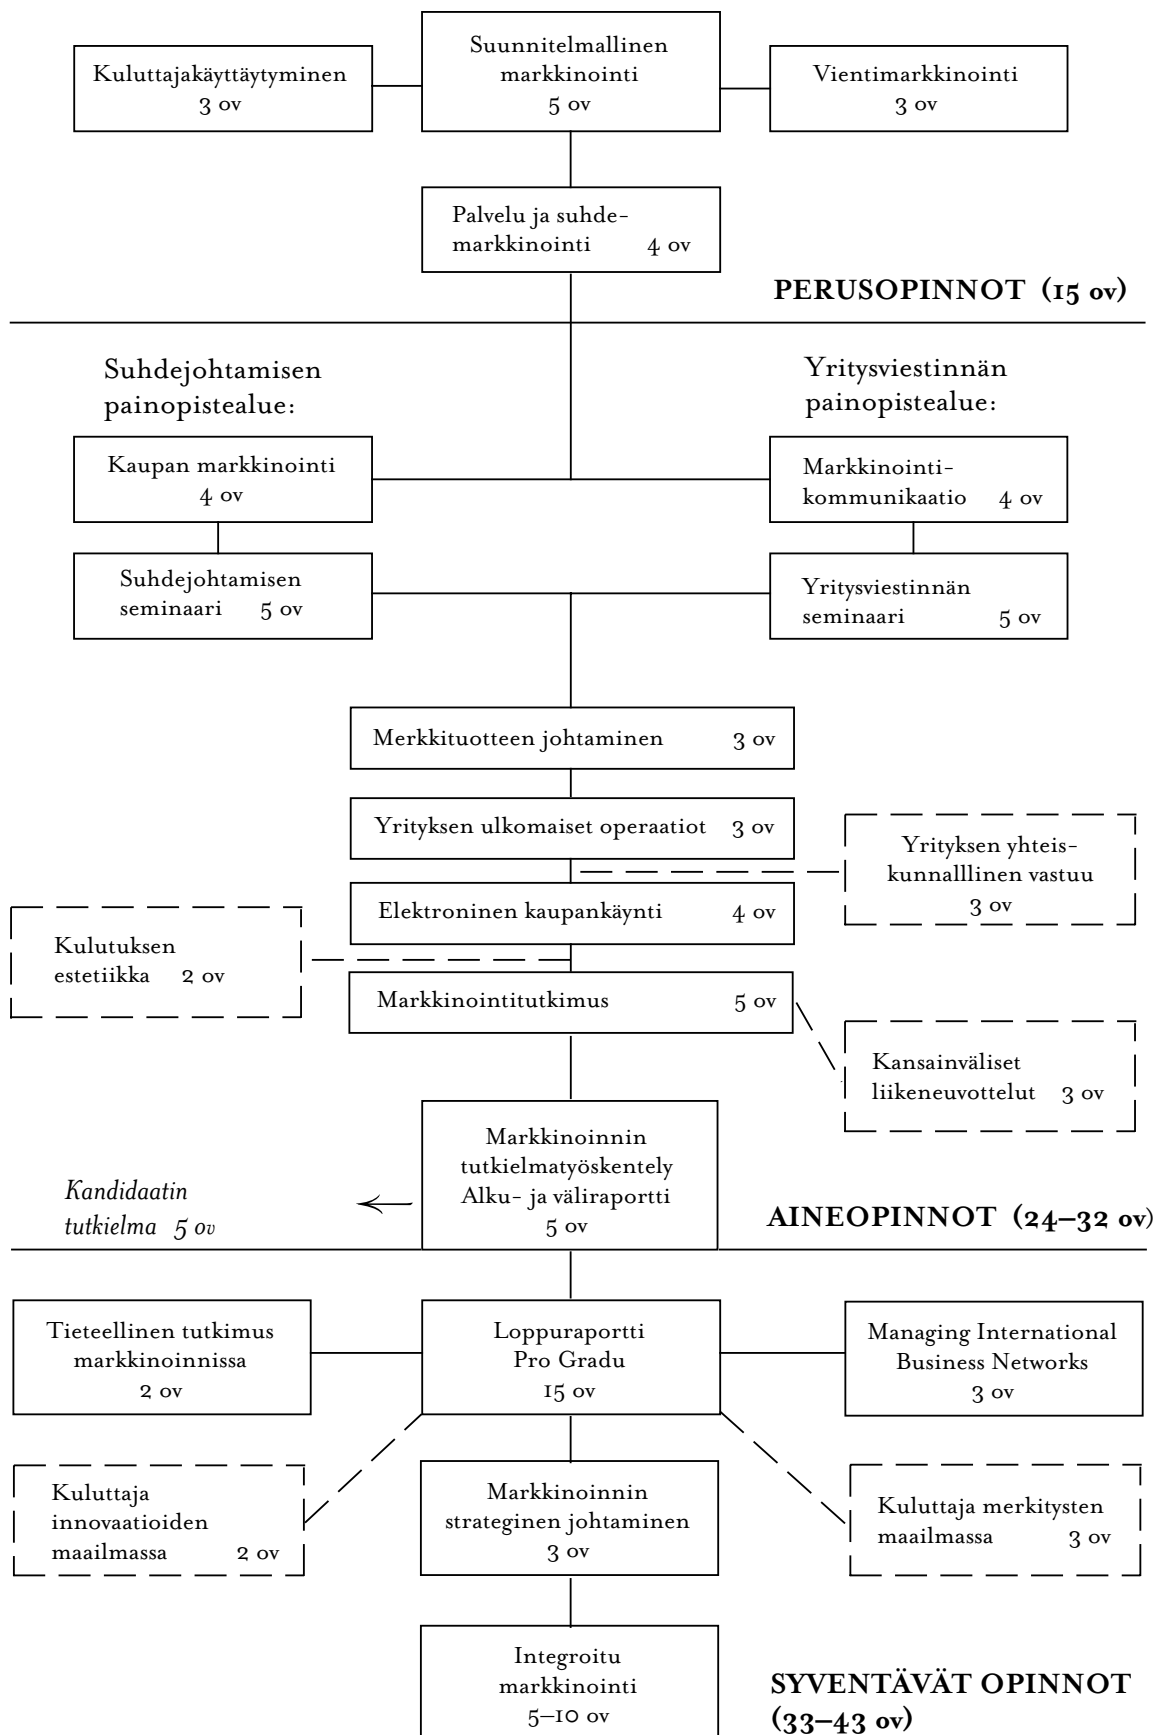 Kuluttajakäyttäytyminen
3 ov
Suunnitelmallinen
markkinointi
5 ov
Vientimarkkinointi
3 ov
Palvelu ja suhde-
markkinointi 4 ov
PERUSOPINNOT (15 ov)
Suhdejohtamisen
painopistealue:
Yritysviestinnän
painopistealue:
Kaupan markkinointi
4 ov
Markkinointi-
kommunikaatio 4 ov
Suhdejohtamisen
seminaari 5 ov
Yritysviestinnän
seminaari 5 ov
Merkkituotteen johtaminen 3 ov
Yrityksen ulkomaiset operaatiot 3 ov
Yrityksen yhteis-
kunnalllinen vastuu
3 ov
Elektroninen kaupankäynti 4 ov
Kulutuksen
estetiikka 2 ov
Markkinointitutkimus 5 ov
Kansainväliset
liikeneuvottelut 3 ov
Markkinoinnin
tutkielmatyöskentely
Alku- ja väliraportti
5 ov
Kandidaatin
tutkielma 5 ov
AINEOPINNOT (24–32 ov)
Tieteellinen tutkimus
markkinoinnissa
2 ov
Loppuraportti
Pro Gradu
15 ov
Managing International
Business Networks
3 ov
Kuluttaja
innovaatioiden
maailmassa 2 ov
Markkinoinnin
strateginen johtaminen
3 ov
Kuluttaja merkitysten
maailmassa 3 ov
Integroitu
markkinointi
5–10 ov
SYVENTÄVÄT OPINNOT
(33–43 ov)